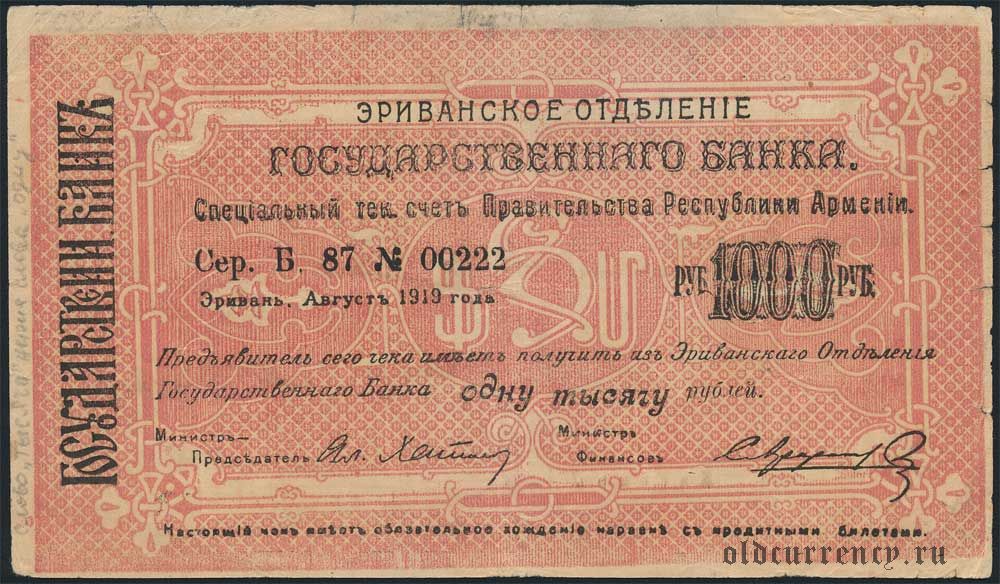 ЭРИВАНСКОЕ ОТДѢЛЕНІЕ
ГОСУДАРСТВЕННАГО БАНКА.
Спеціальный тек. счетъ Правительства Республики Арменіи.
Сер. Б. 87 № 00222
РУБ. 1000 РУБ.
Эривань, Августъ 1919 года
Предъявитель сего чека имѣетъ получить изъ Эриванскаго Отдѣленія
Государственнаго Банка одну тысячу рублей.
Министръ—
Предсѣдатель Ал. Хатис
Министръ
Финансовъ
Настоящій чекъ имѣетъ обязательное хожденіе наравнѣ съ кредитными билетами.
oldcurrency.ru